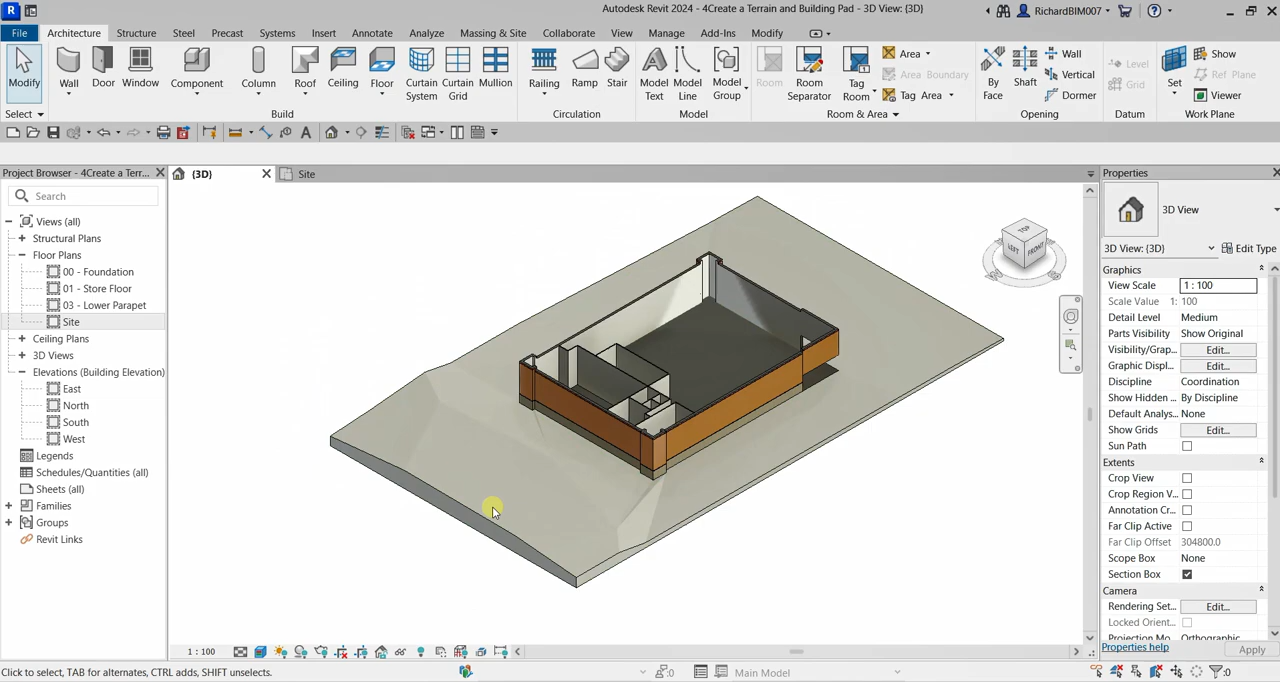 Autodesk Revit 2024 - 4Create a Terrain and Building Pad - 3D View: {3D}
RichardBIM007
File Architecture Structure Steel Precast Systems Insert Annotate Analyze Massing & Site Collaborate View Manage Add-Ins Modify
Modify Wall Door Window Component Column Roof Ceiling Curtain System Floor Curtain Grid Mullion Railing Ramp Stair Model Text Model Line Model Group Room Room Separator Tag Room Area Area Boundary Tag Area By Face Shaft Wall Vertical Dormer Level Grid Set Show Ref Plane Viewer
Select Build Circulation Model Room & Area Opening Datum Work Plane
Project Browser - 4Create a Terr...
{3D}
Site
Properties
Search
Views (all)
Structural Plans
Floor Plans
00 - Foundation
01 - Store Floor
03 - Lower Parapet
Site
Ceiling Plans
3D Views
Elevations (Building Elevation)
East
North
South
West
Legends
Schedules/Quantities (all)
Sheets (all)
Families
Groups
Revit Links
TOP
LEFT
FRONT
3D View
3D View: {3D} Edit Type
Graphics
View Scale 1 : 100
Scale Value 1: 100
Detail Level Medium
Parts Visibility Show Original
Visibility/Grap... Edit...
Graphic Displ... Edit...
Discipline Coordination
Show Hidden ... By Discipline
Default Analys... None
Show Grids Edit...
Sun Path
Extents
Crop View
Crop Region V...
Annotation Cr...
Far Clip Active
Far Clip Offset 304800.0
Scope Box None
Section Box
Camera
Rendering Set... Edit...
Locked Orient...
Projection Mo... Orthographic
Properties help Apply
1 : 100
Click to select, TAB for alternates, CTRL adds, SHIFT unselects.
:0
Main Model
:0